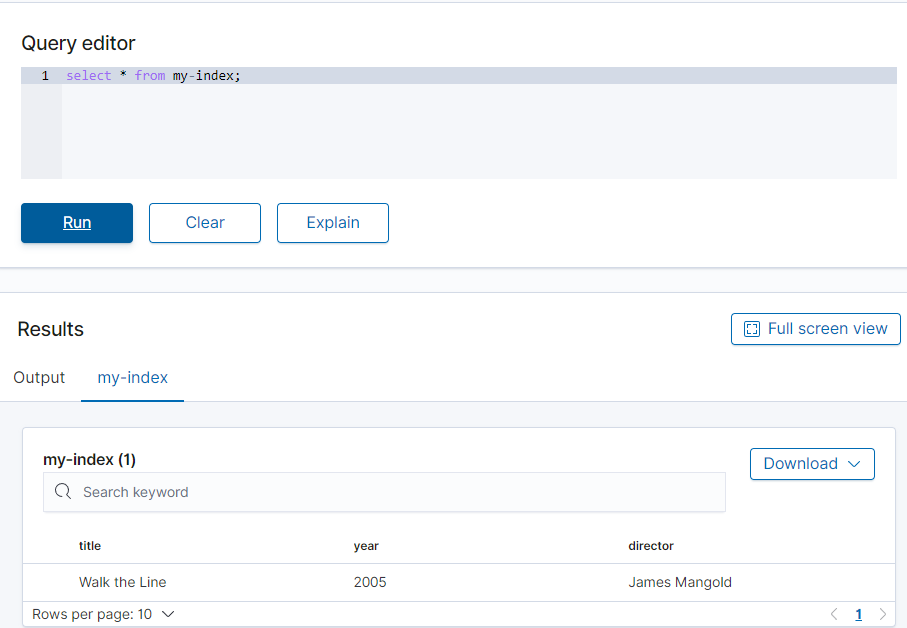 Query editor
1 select * from my-index;
Run Clear Explain
Results Full screen view
Output my-index
my-index (1) Download
Search keyword
title year director
Walk the Line 2005 James Mangold
Rows per page: 10 1